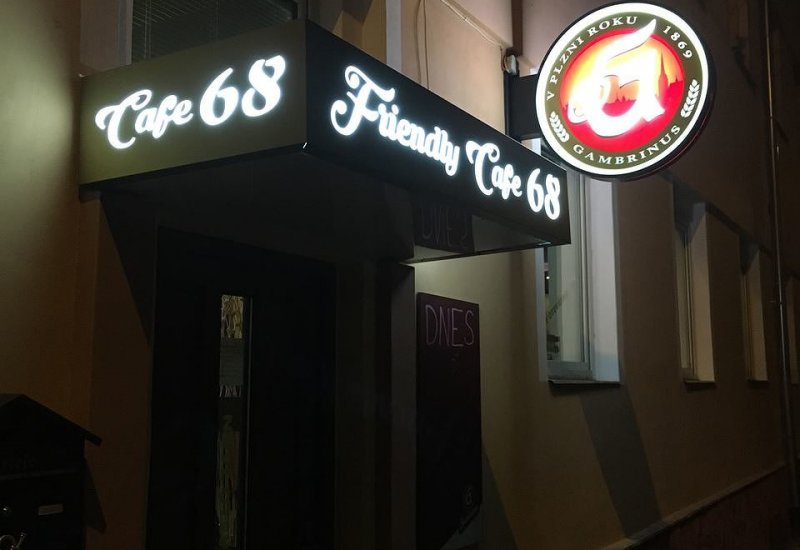 Cafe 68
Friendly Cafe 68
V PLZNI ROKU 1869
G
GAMBRINUS
DNES